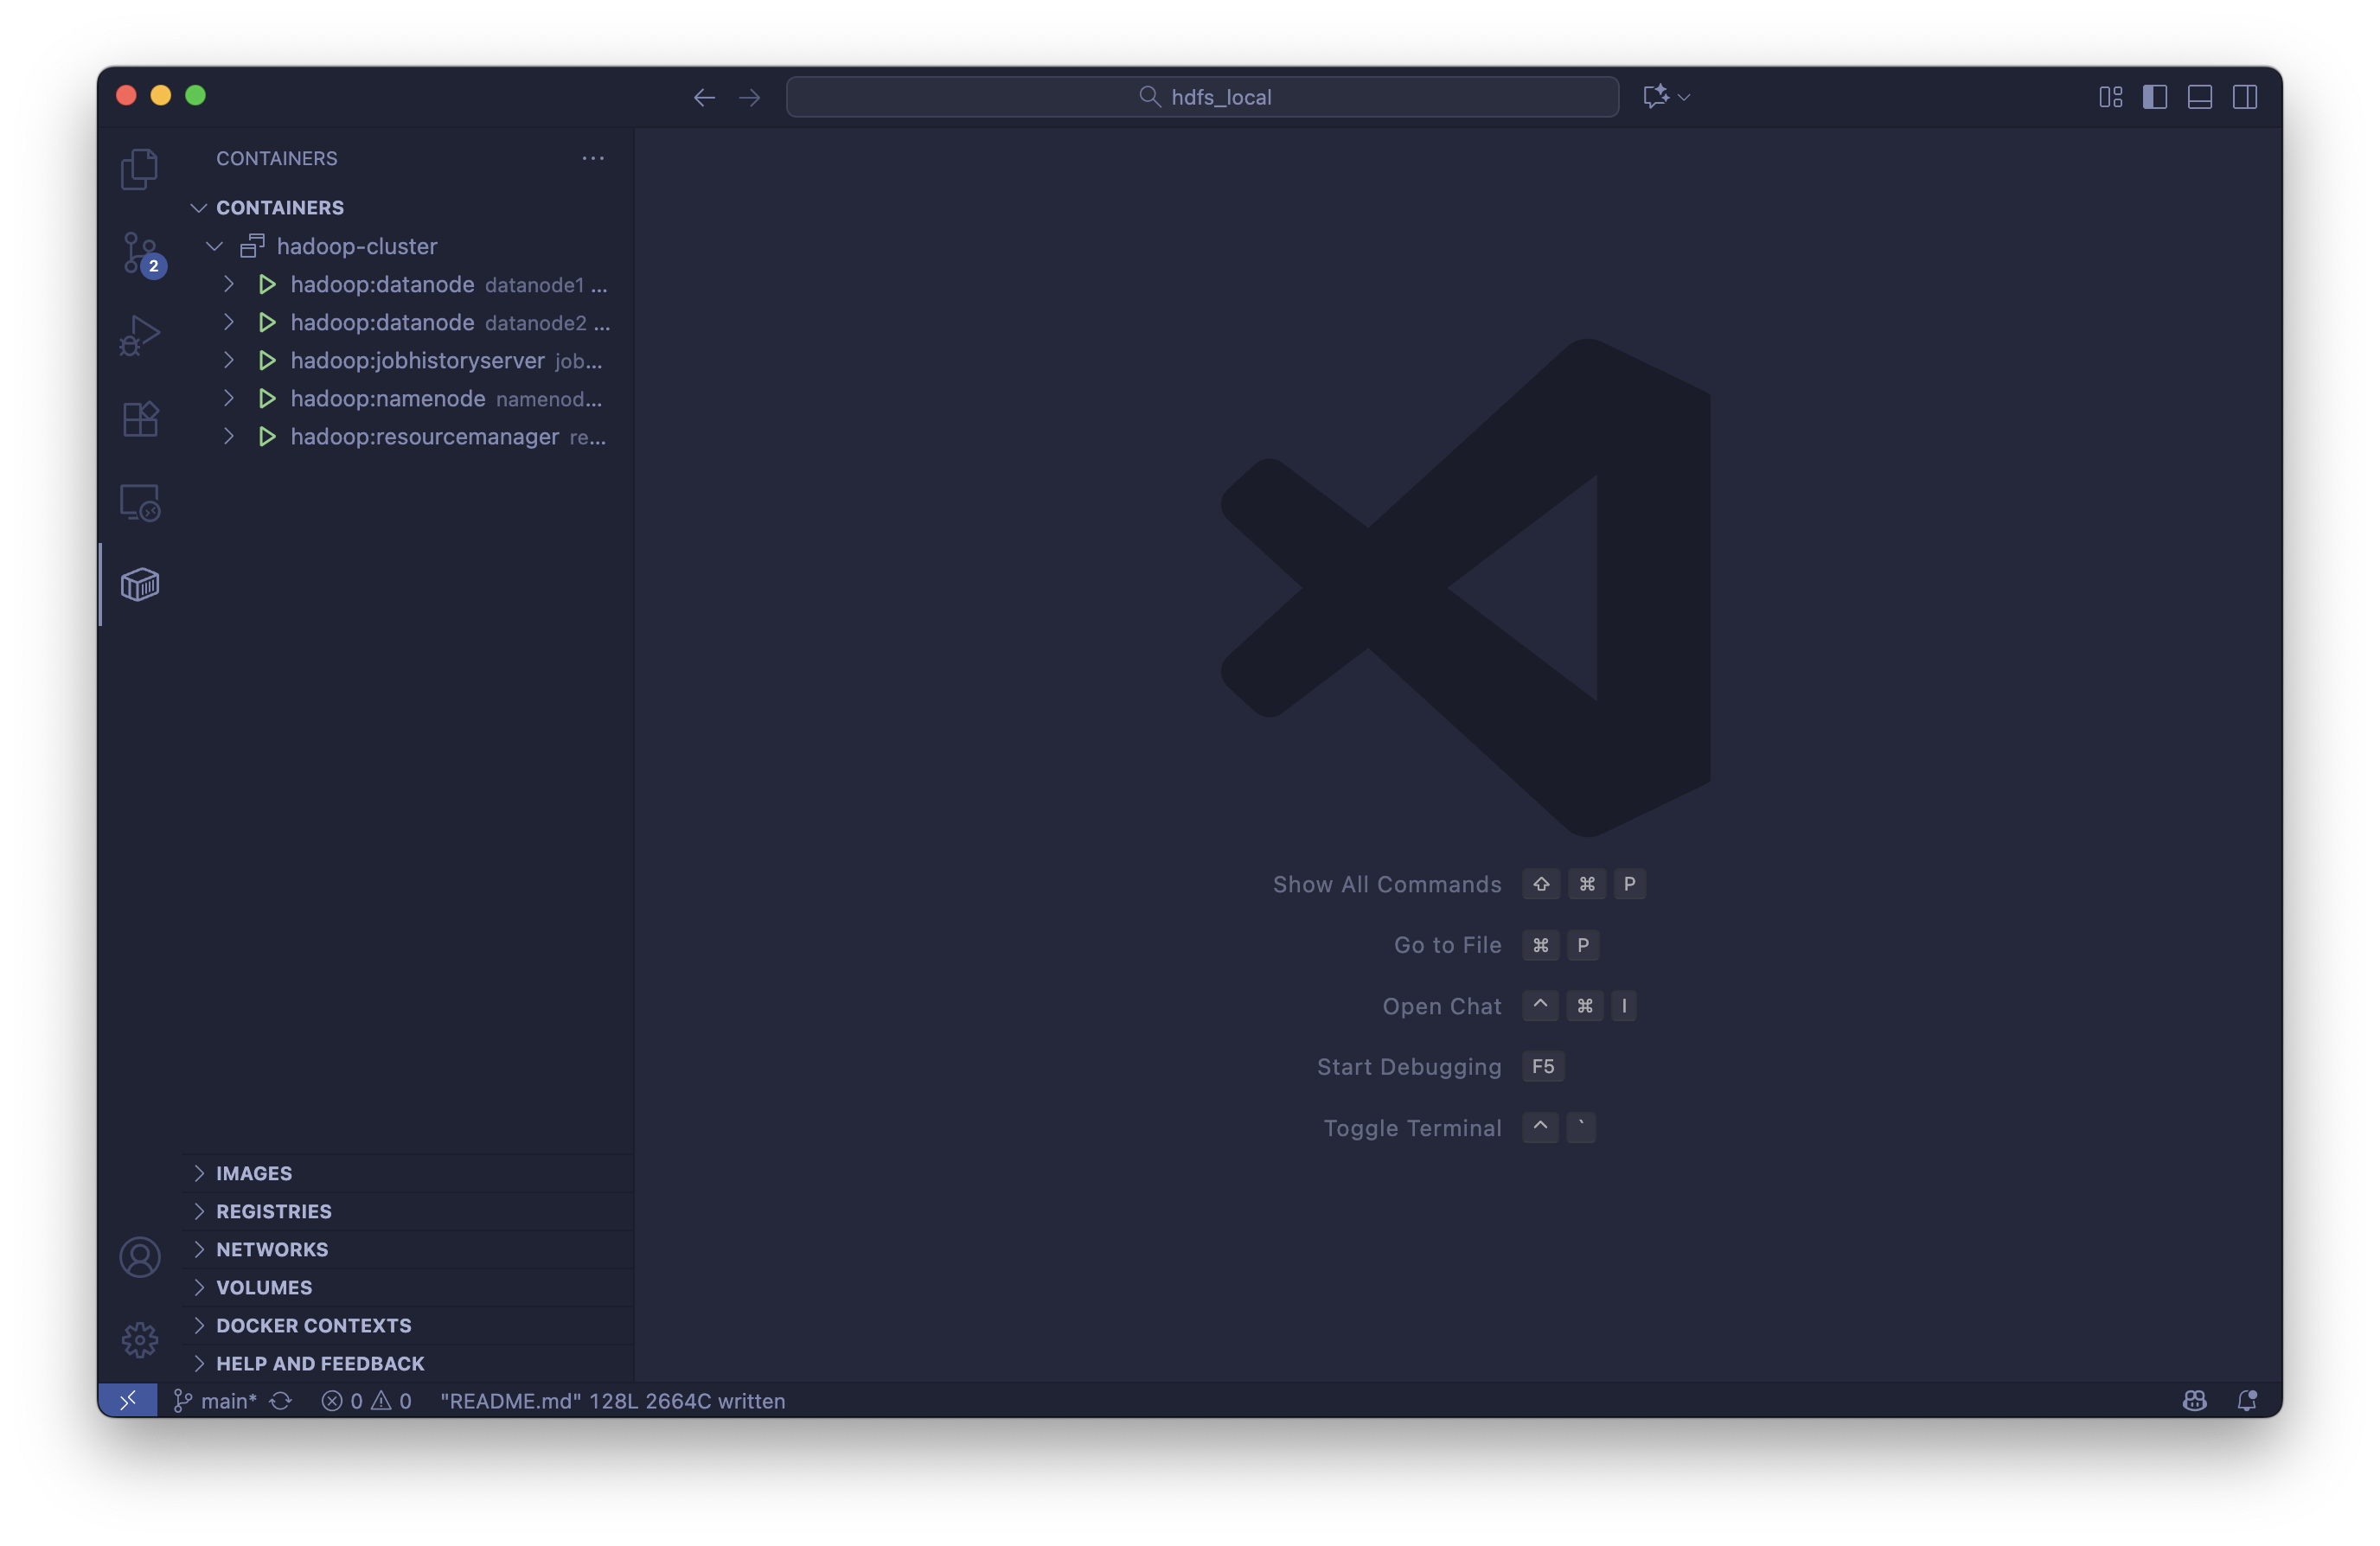 hdfs_local
CONTAINERS
CONTAINERS
hadoop-cluster
hadoop:datanode datanode1 ...
hadoop:datanode datanode2 ...
hadoop:jobhistoryserver job...
hadoop:namenode namenod...
hadoop:resourcemanager re...
2
Show All Commands ⇧ ⌘ P
Go to File ⌘ P
Open Chat ^ ⌘ I
Start Debugging F5
Toggle Terminal ^ `
IMAGES
REGISTRIES
NETWORKS
VOLUMES
DOCKER CONTEXTS
HELP AND FEEDBACK
main* 0 0 "README.md" 128L 2664C written